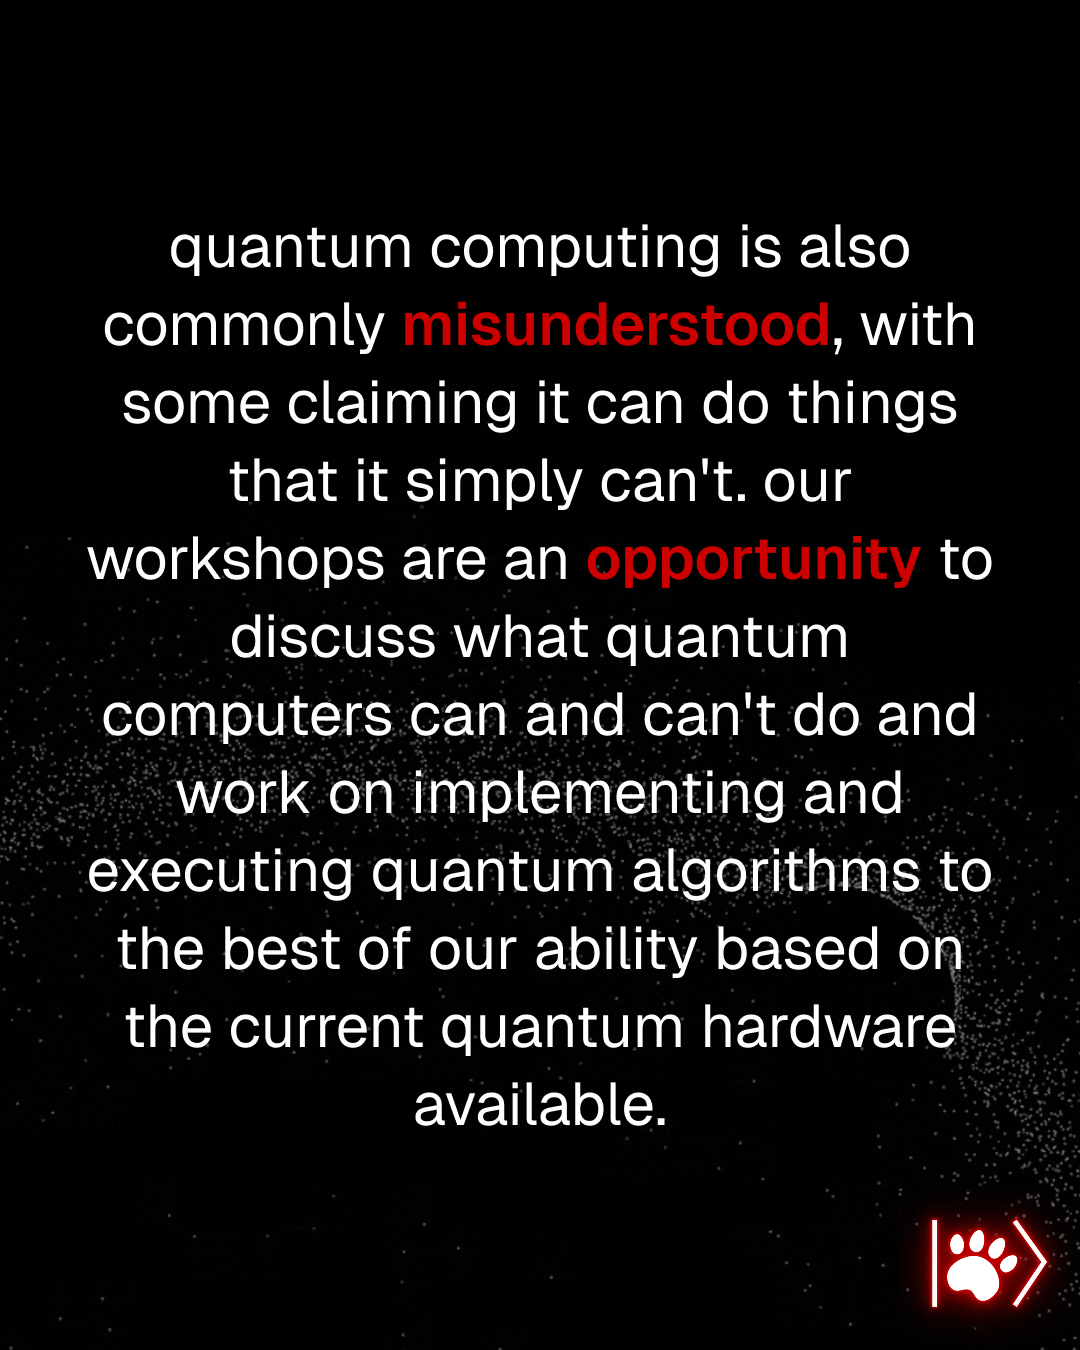 quantum computing is also
commonly misunderstood, with
some claiming it can do things
that it simply can't. our
workshops are an opportunity to
discuss what quantum
computers can and can't do and
work on implementing and
executing quantum algorithms to
the best of our ability based on
the current quantum hardware
available.